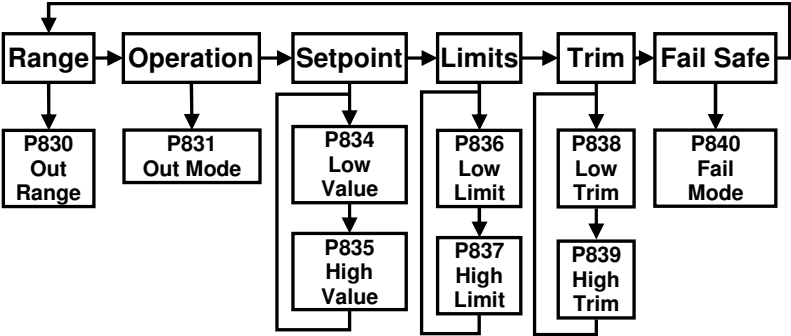 Range
Operation
Setpoint
Limits
Trim
Fail Safe
P830
Out
Range
P831
Out Mode
P834
Low
Value
P835
High
Value
P836
Low
Limit
P837
High
Limit
P838
Low
Trim
P839
High
Trim
P840
Fail
Mode